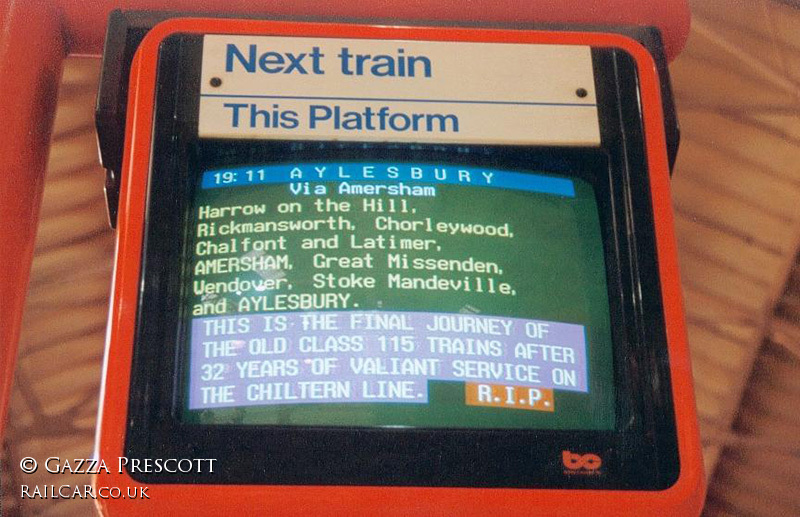 Next train
This Platform
19:11 AYLESBURY
Via Amersham
Harrow on the Hill,
Rickmansworth, Chorleywood,
Chalfont and Latimer,
AMERSHAM, Great Missenden,
Wendover, Stoke Mandeville,
and AYLESBURY.
THIS IS THE FINAL JOURNEY OF
THE OLD CLASS 115 TRAINS AFTER
32 YEARS OF VALIANT SERVICE ON
THE CHILTERN LINE. R.I.P.
© GAZZA PRESCOTT
RAILCAR.CO.UK